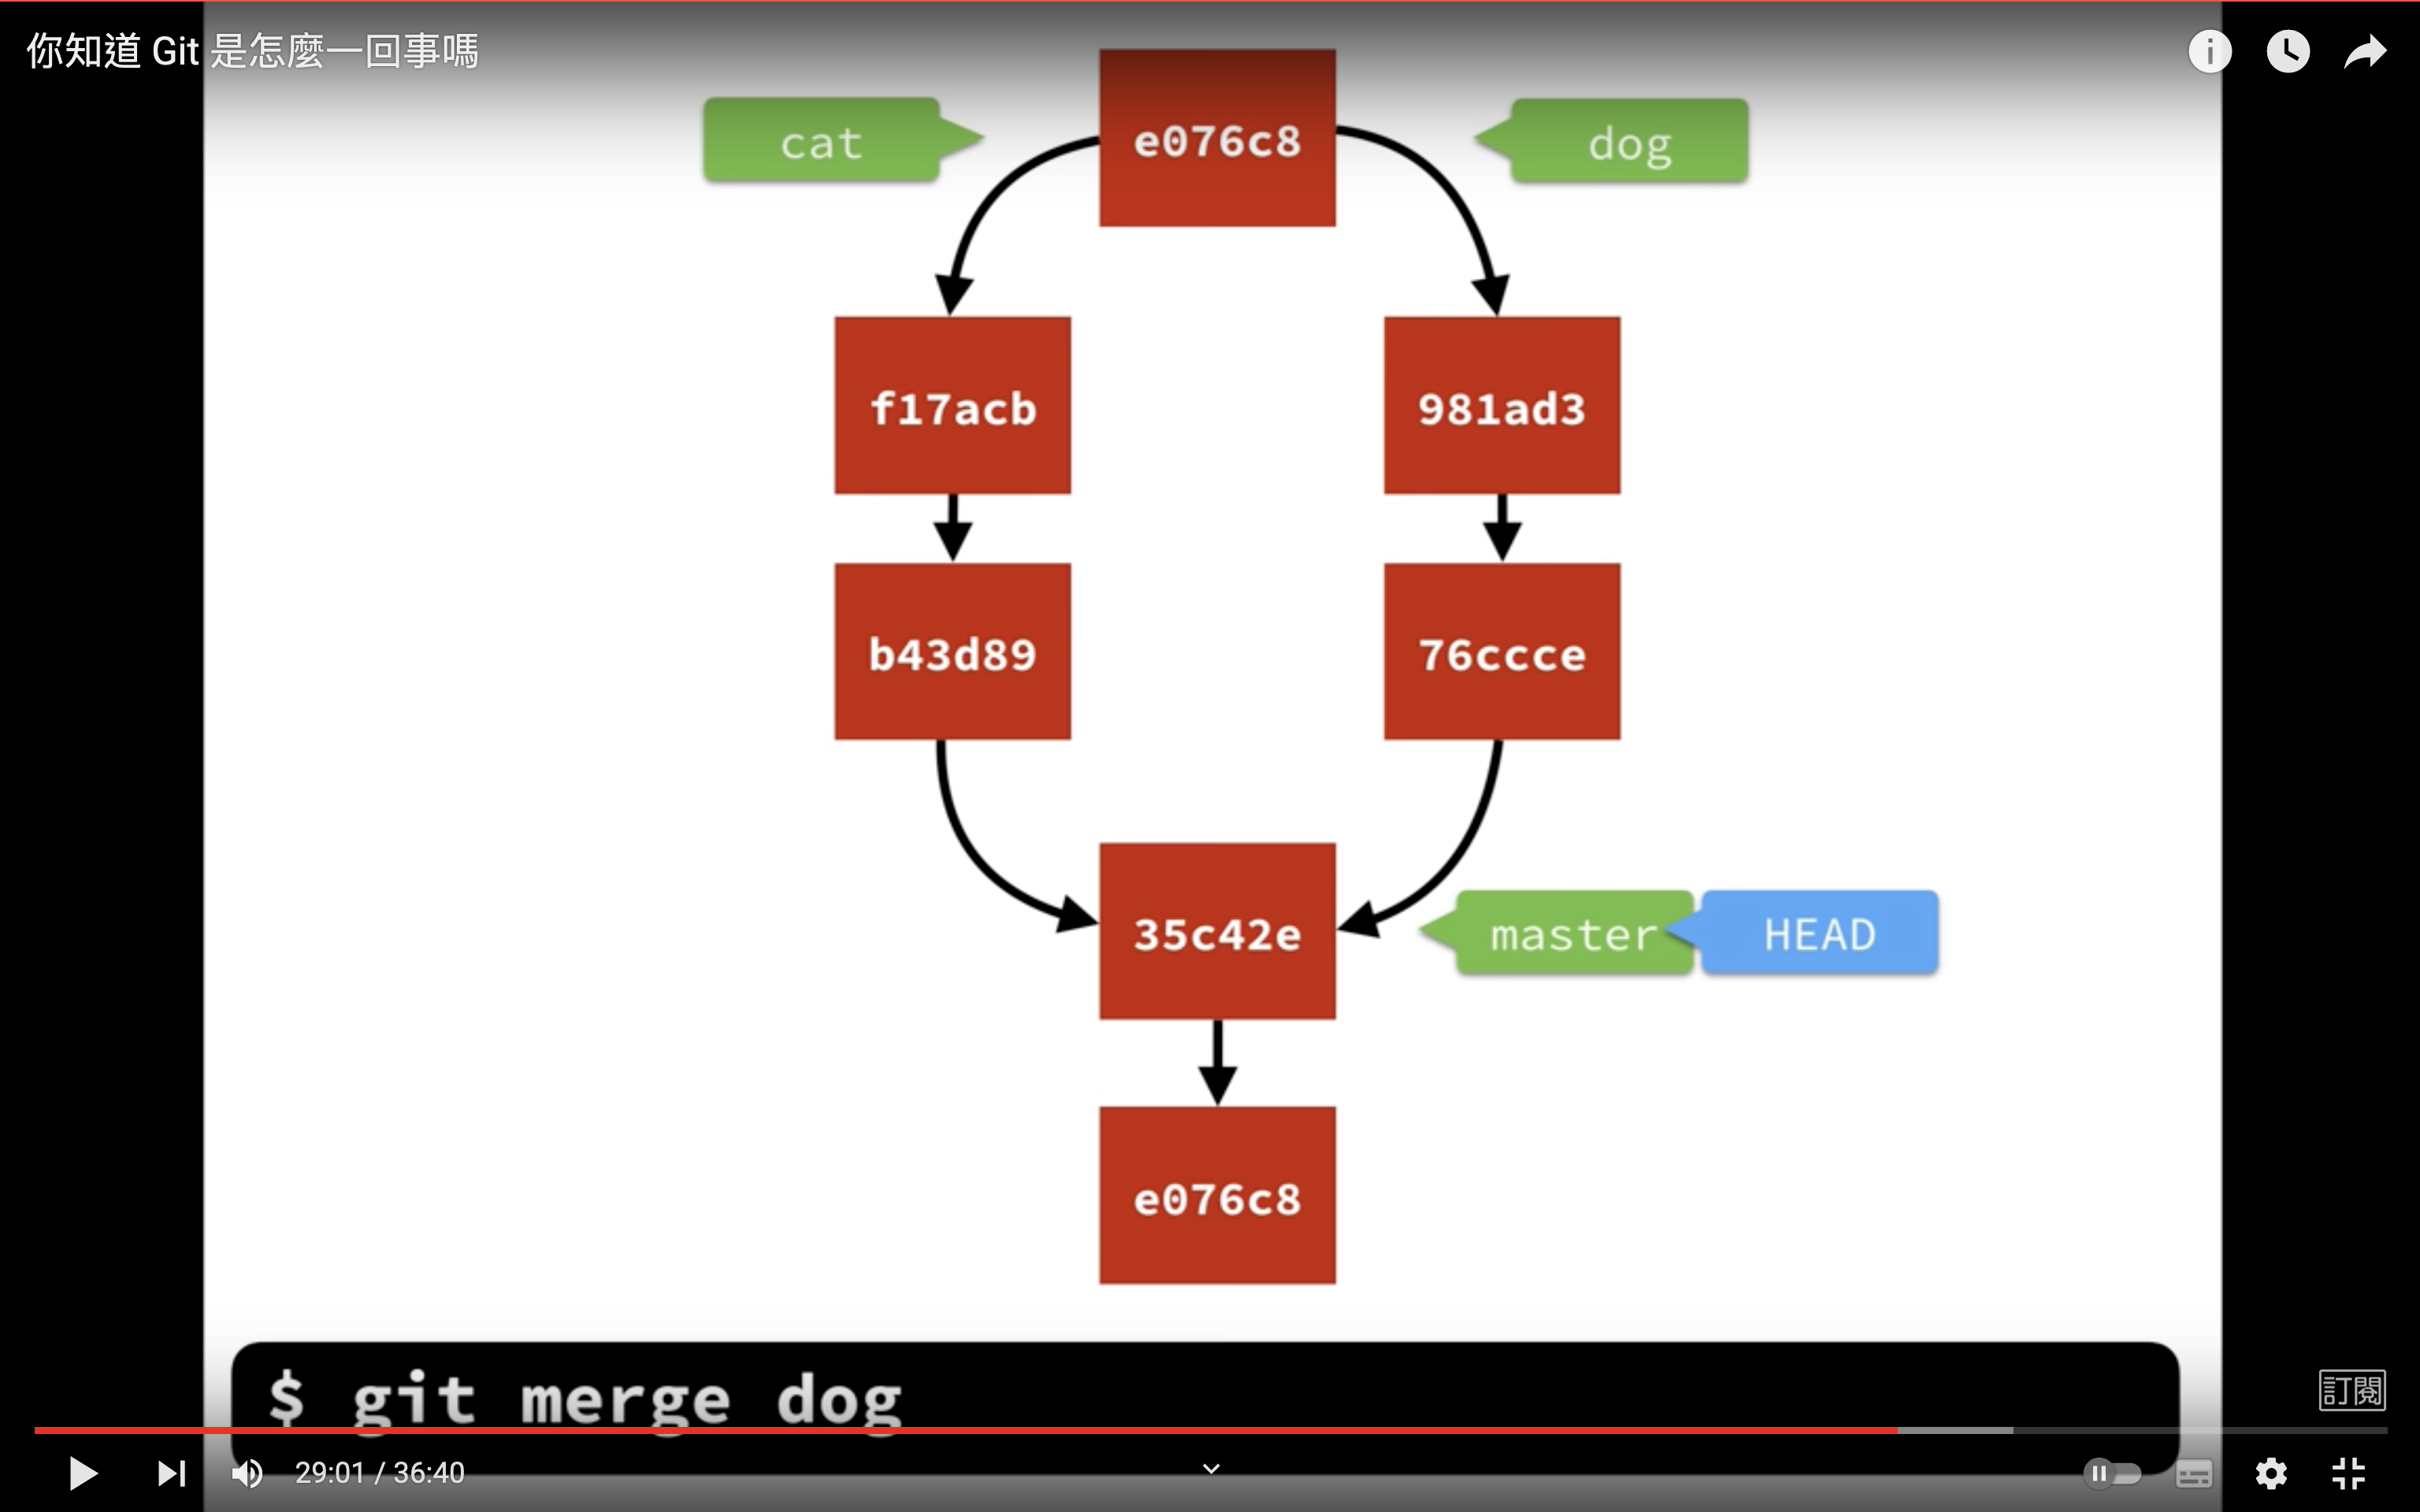 你知道 Git 是怎麼一回事嗎
cat
e076c8
dog
f17acb
981ad3
b43d89
76ccce
35c42e
master
HEAD
e076c8
$ git merge dog
訂閱
29:01 / 36:40